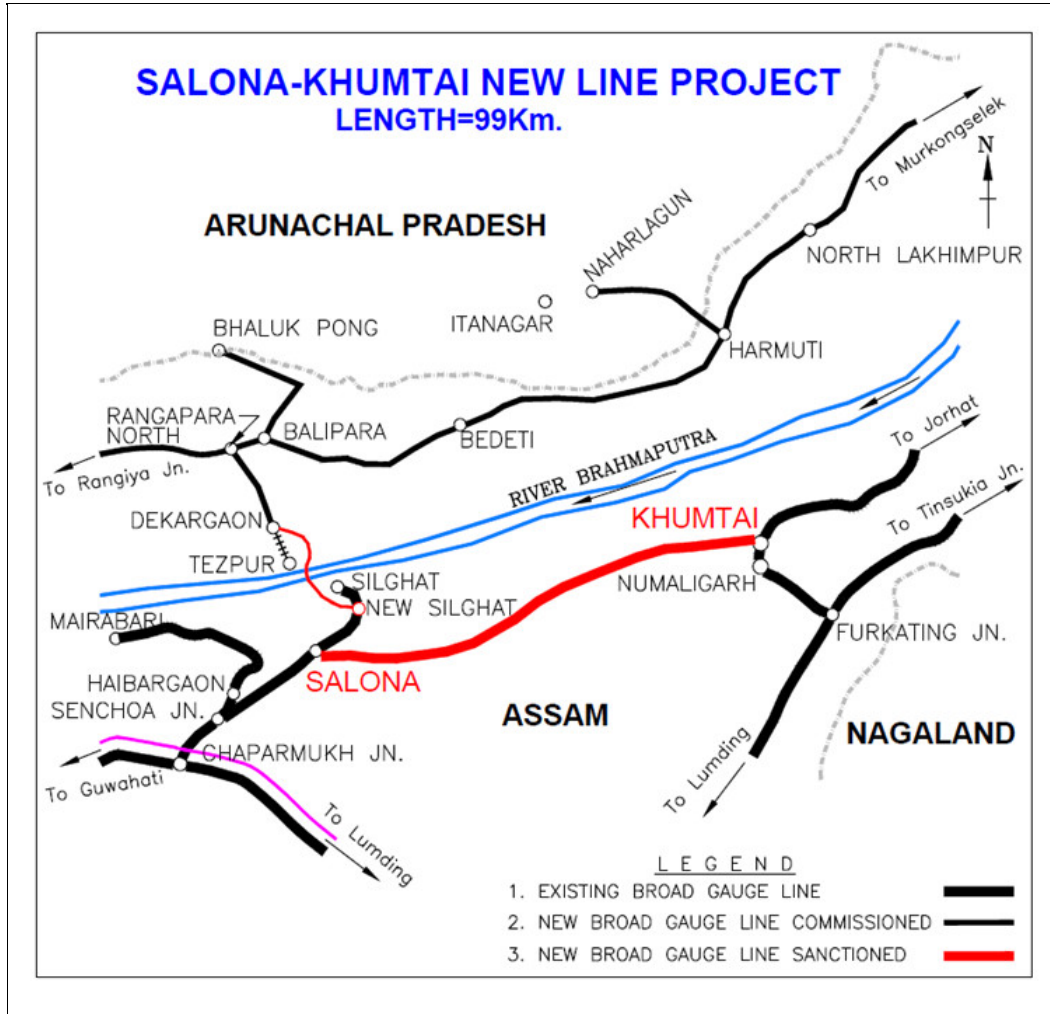 SALONA-KHUMTAI NEW LINE PROJECT
LENGTH=99Km.
To Murkongselek
N
ARUNACHAL PRADESH
NAHARLAGUN
NORTH LAKHIMPUR
ITANAGAR
BHALUK PONG
HARMUTI
RANGAPARA
NORTH
BALIPARA
BEDETI
To Rangiya Jn.
RIVER BRAHMAPUTRA
To Jorhat
To Tinsukia Jn.
DEKARGAON
KHUMTAI
TEZPUR
SILGHAT
NUMALIGARH
NEW SILGHAT
MAIRABARI
FURKATING JN.
SALONA
HAIBARGAON
SENCHOA JN.
ASSAM
NAGALAND
CHAPARMUKH JN.
To Guwahati
To Lumding
To Lumding
LEGEND
1. EXISTING BROAD GAUGE LINE
2. NEW BROAD GAUGE LINE COMMISSIONED
3. NEW BROAD GAUGE LINE SANCTIONED